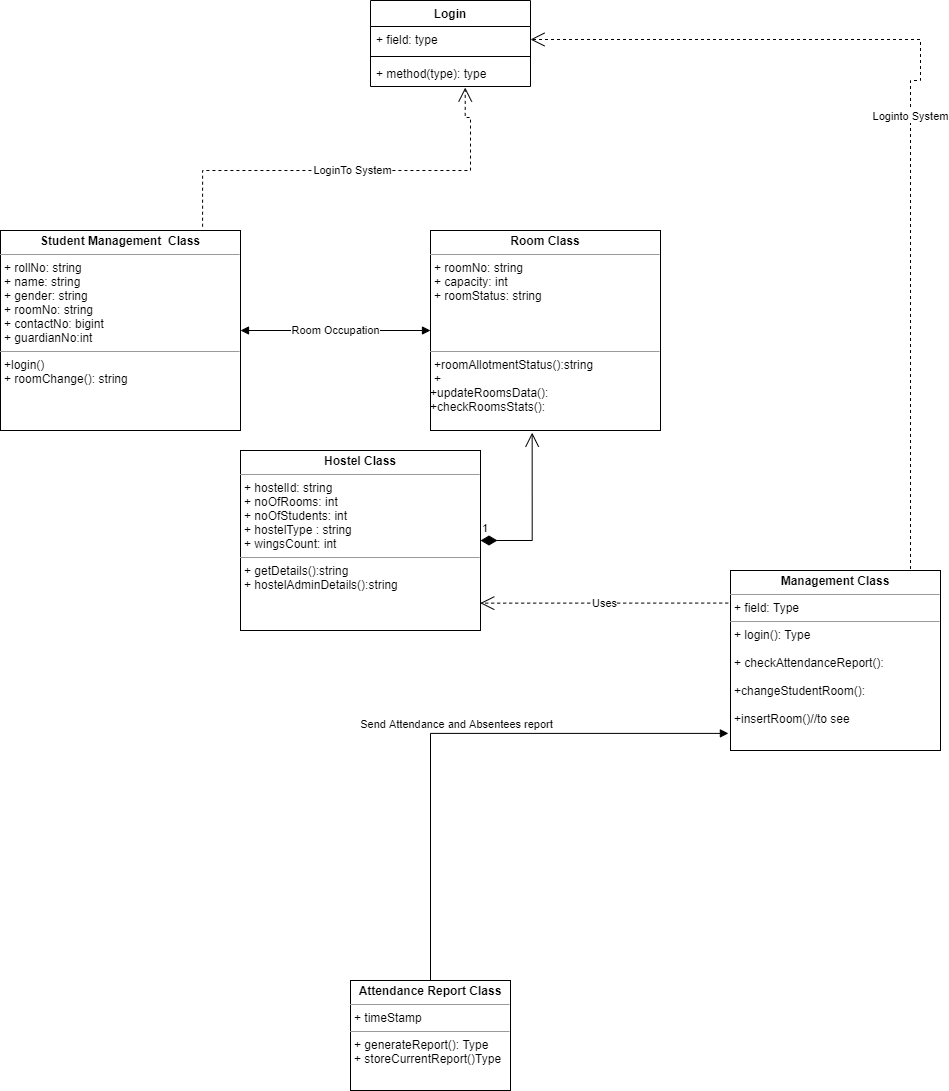 Login
+ field: type
+ method(type): type
Loginto System
LoginTo System
Student Management  Class
+ rollNo: string
+ name: string
+ gender: string
+ roomNo: string
+ contactNo: bigint
+ guardianNo:int
+login()
+ roomChange(): string
Room Occupation
Room Class
+ roomNo: string
+ capacity: int
+ roomStatus: string
+roomAllotmentStatus():string
+
+updateRoomsData():
+checkRoomsStats():
Hostel Class
+ hostelId: string
+ noOfRooms: int
+ noOfStudents: int
+ hostelType : string
+ wingsCount: int
+ getDetails():string
+ hostelAdminDetails():string
1
Uses
Management Class
+ field: Type
+ login(): Type
+ checkAttendanceReport():
+changeStudentRoom():
+insertRoom()//to see
Send Attendance and Absentees report
Attendance Report Class
+ timeStamp
+ generateReport(): Type
+ storeCurrentReport()Type